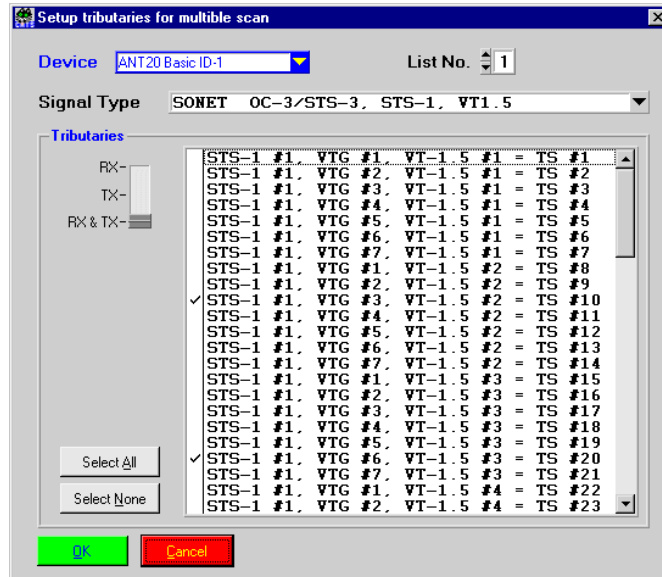 Setup tributaries for multiple scan
Device ANT20 Basic ID-1 List No. 1
Signal Type SONET OC-3/STS-3, STS-1, VT1.5
Tributaries
RX
TX
RX & TX
STS-1 #1, VTG #1, VT-1.5 #1 = TS #1
STS-1 #1, VTG #2, VT-1.5 #1 = TS #2
STS-1 #1, VTG #3, VT-1.5 #1 = TS #3
STS-1 #1, VTG #4, VT-1.5 #1 = TS #4
STS-1 #1, VTG #5, VT-1.5 #1 = TS #5
STS-1 #1, VTG #6, VT-1.5 #1 = TS #6
STS-1 #1, VTG #7, VT-1.5 #1 = TS #7
STS-1 #1, VTG #1, VT-1.5 #2 = TS #8
STS-1 #1, VTG #2, VT-1.5 #2 = TS #9
✓ STS-1 #1, VTG #3, VT-1.5 #2 = TS #10
STS-1 #1, VTG #4, VT-1.5 #2 = TS #11
STS-1 #1, VTG #5, VT-1.5 #2 = TS #12
STS-1 #1, VTG #6, VT-1.5 #2 = TS #13
STS-1 #1, VTG #7, VT-1.5 #2 = TS #14
STS-1 #1, VTG #1, VT-1.5 #3 = TS #15
STS-1 #1, VTG #2, VT-1.5 #3 = TS #16
STS-1 #1, VTG #3, VT-1.5 #3 = TS #17
STS-1 #1, VTG #4, VT-1.5 #3 = TS #18
STS-1 #1, VTG #5, VT-1.5 #3 = TS #19
✓ STS-1 #1, VTG #6, VT-1.5 #3 = TS #20
STS-1 #1, VTG #7, VT-1.5 #3 = TS #21
STS-1 #1, VTG #1, VT-1.5 #4 = TS #22
STS-1 #1, VTG #2, VT-1.5 #4 = TS #23
Select All
Select None
OK Cancel